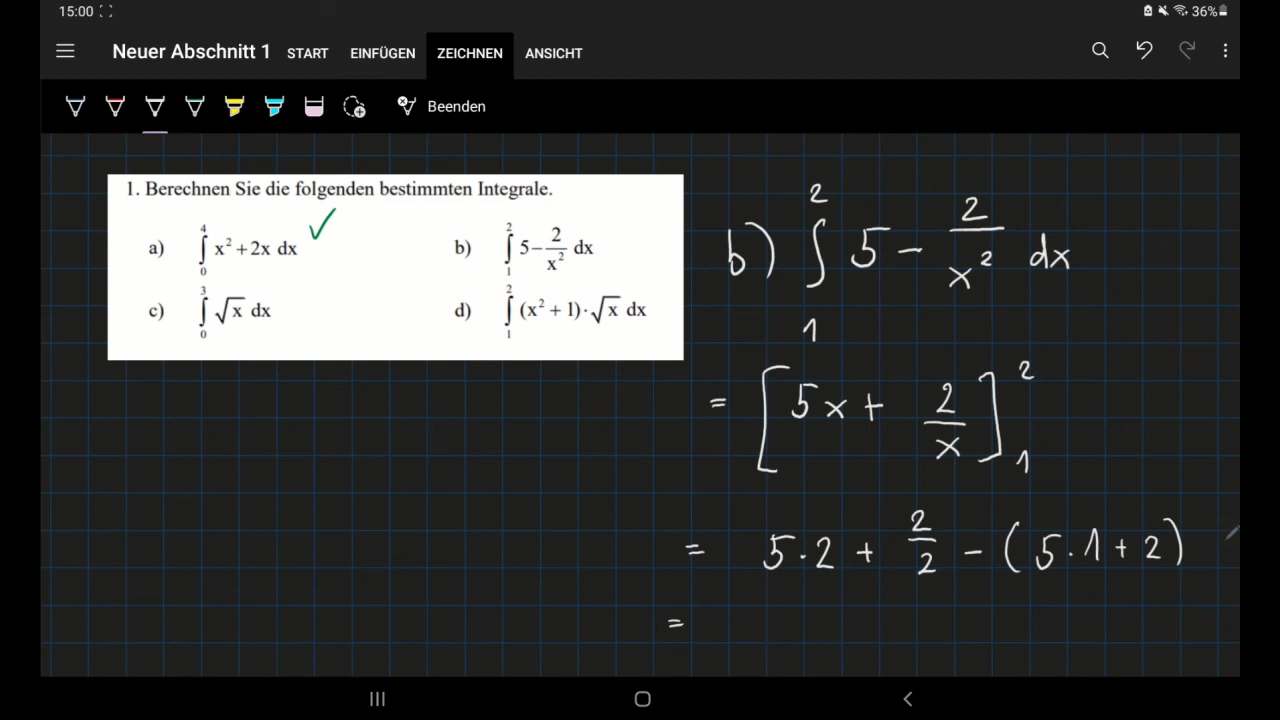 15:00 36%
Neuer Abschnitt 1 START EINFÜGEN ZEICHNEN ANSICHT
Beenden
1. Berechnen Sie die folgenden bestimmten Integrale.
a) ∫₀⁴ x² + 2x dx ✓ b) ∫₁² 5 − 2/x² dx
c) ∫₀³ √x dx d) ∫₁² (x² + 1)·√x dx
b) ∫₁² 5 − 2/x² dx
= [5x + 2/x]₁²
= 5·2 + 2/2 − (5·1 + 2)
=